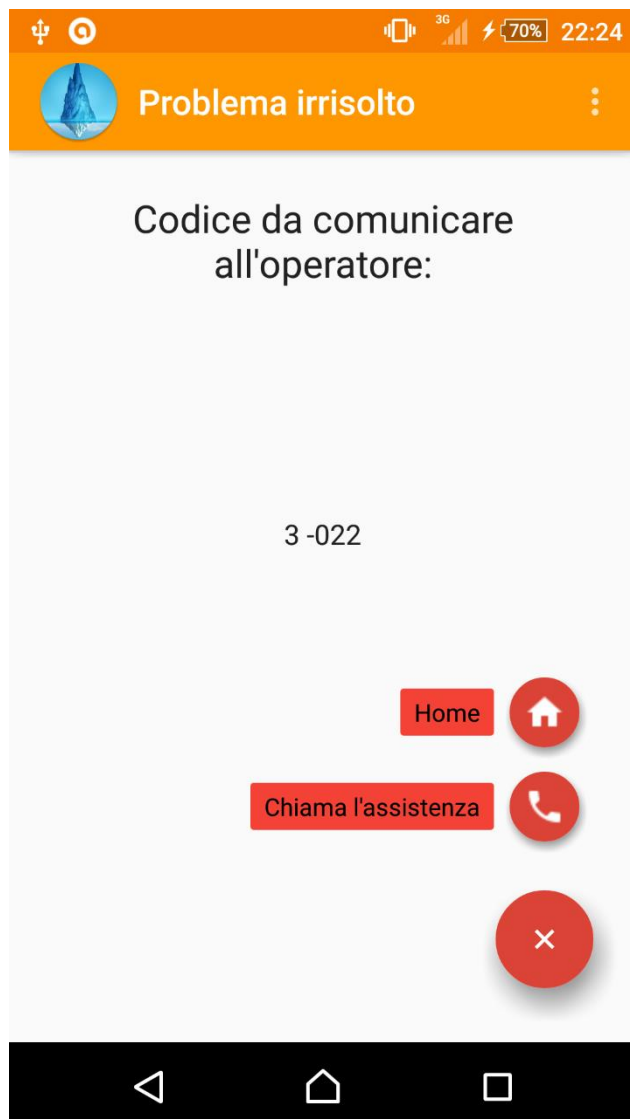 3G 70% 22:24
Problema irrisolto
Codice da comunicare
all'operatore:
3 -022
Home
Chiama l'assistenza